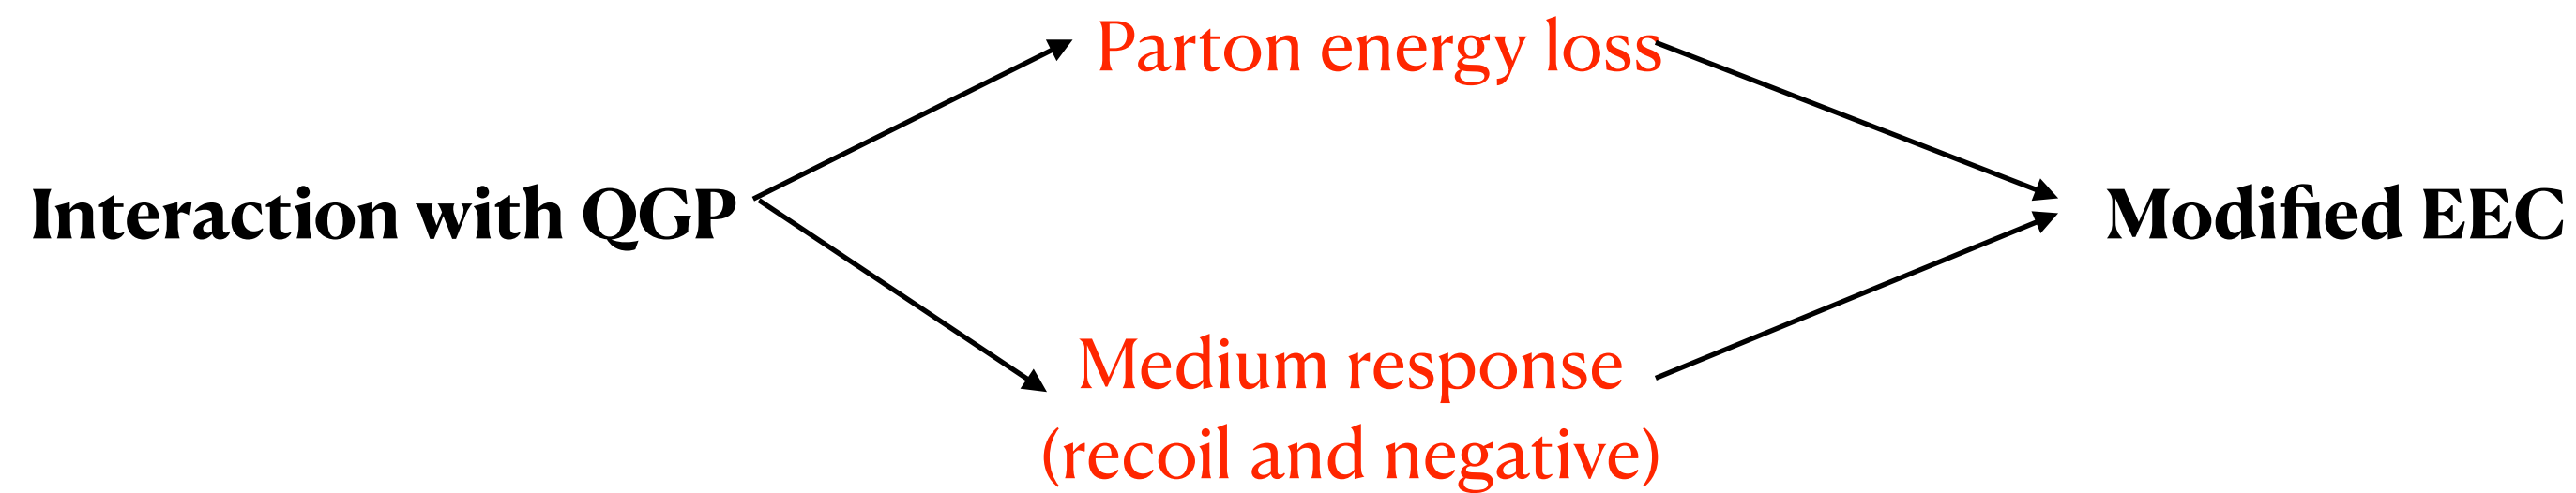 Interaction with QGP
Parton energy loss
Medium response
(recoil and negative)
Modified EEC